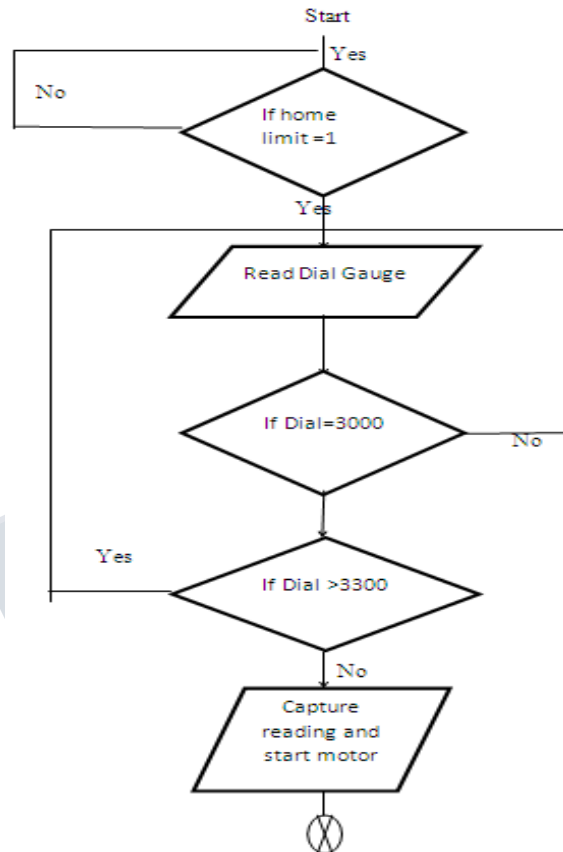 Start
Yes
No
If home
limit =1
Yes
Read Dial Gauge
If Dial=3000
No
Yes
If Dial >3300
No
Capture
reading and
start motor